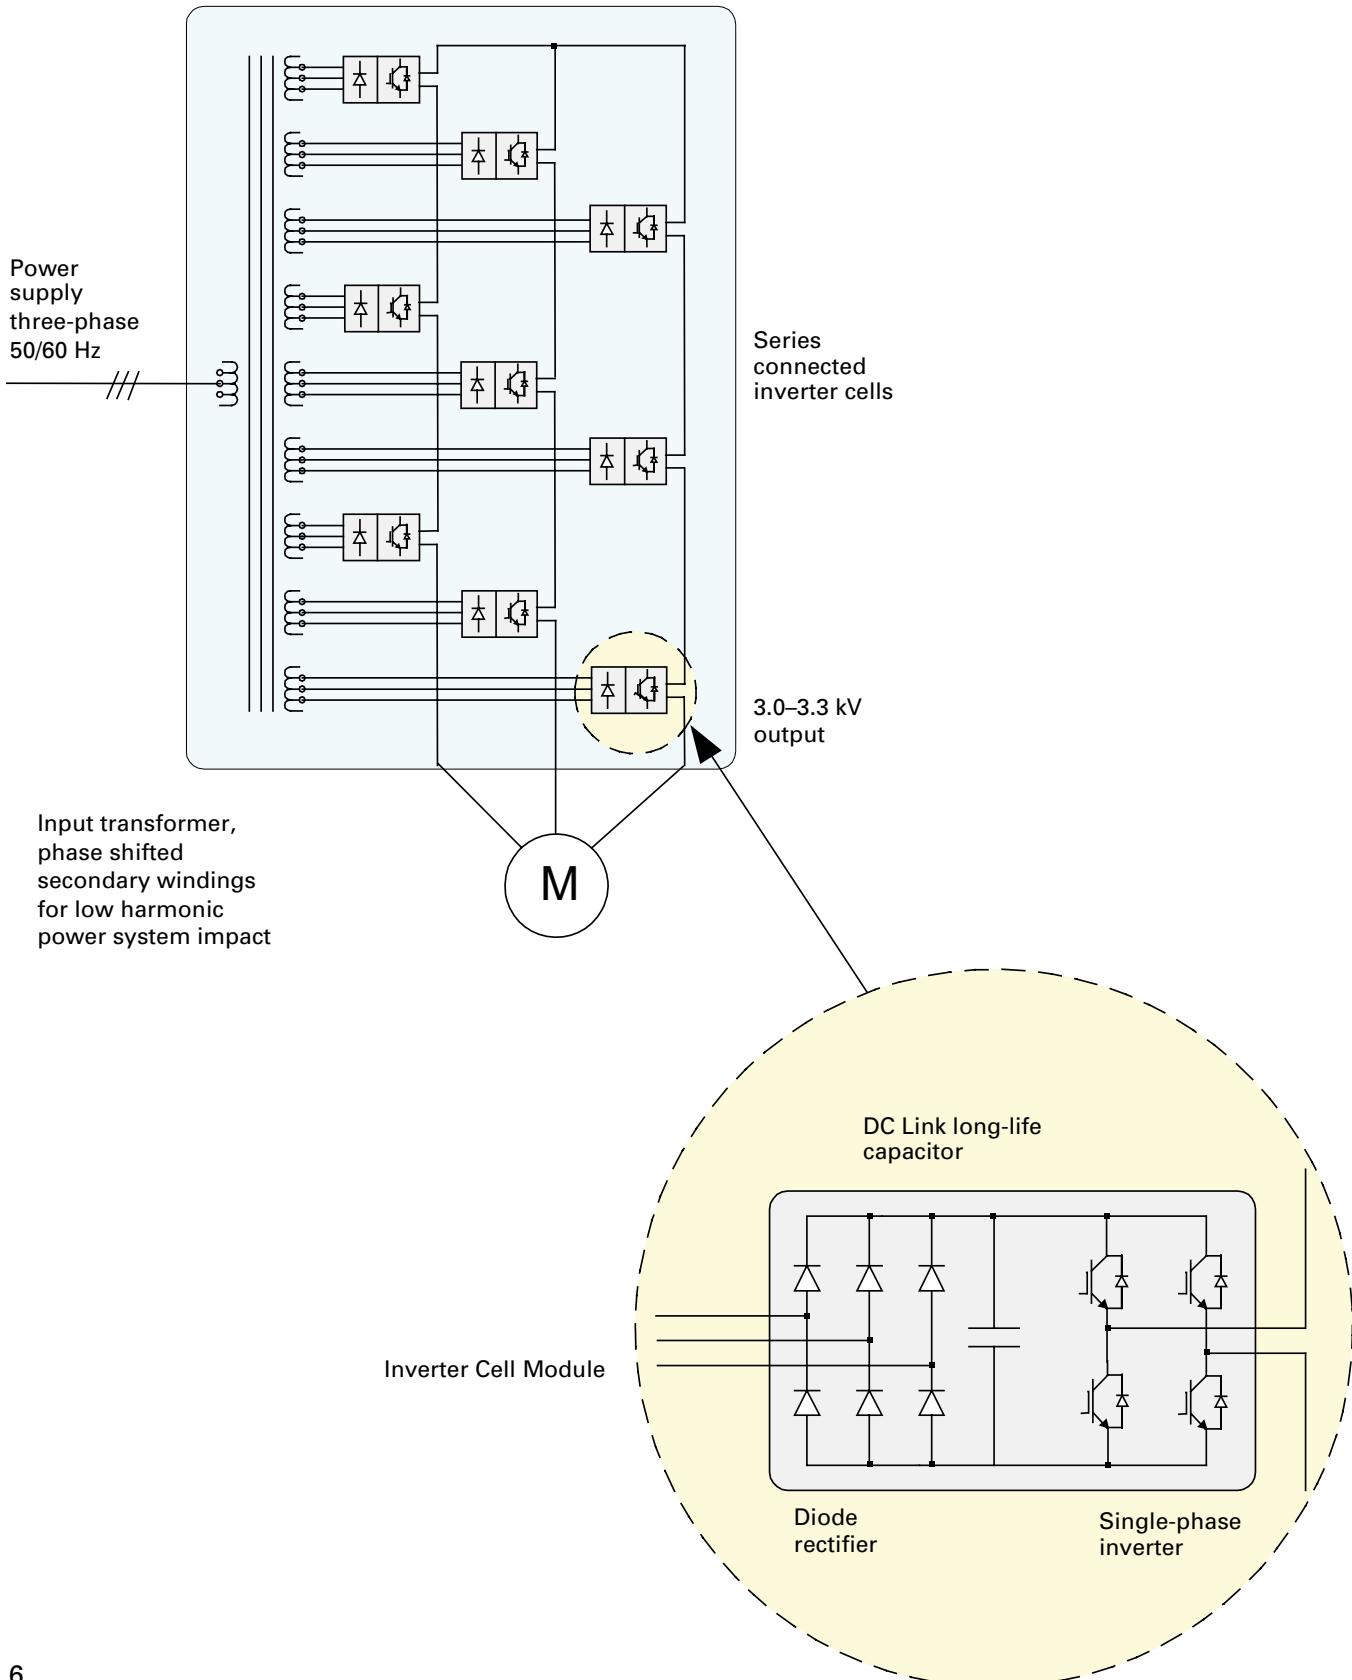 Power
supply
three-phase
50/60 Hz
Series
connected
inverter cells
3.0–3.3 kV
output
Input transformer,
phase shifted
secondary windings
for low harmonic
power system impact
M
DC Link long-life
capacitor
Inverter Cell Module
Diode
rectifier
Single-phase
inverter
6